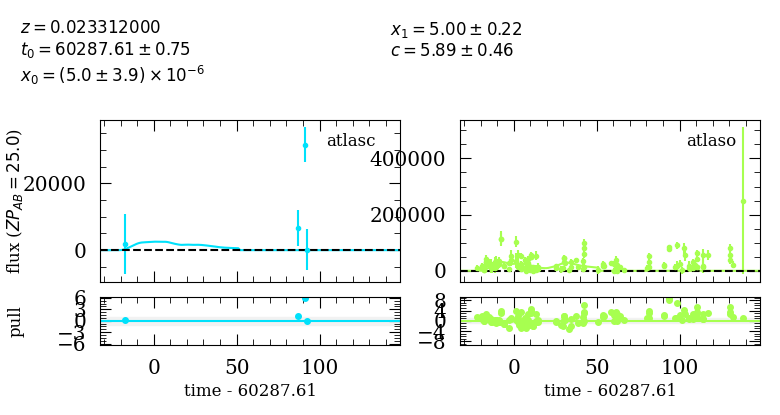 z = 0.023312000
t₀ = 60287.61 ± 0.75
x₀ = (5.0 ± 3.9) × 10⁻⁶
x₁ = 5.00 ± 0.22
c = 5.89 ± 0.46
atlasc
flux (ZP_AB = 25.0)
20000
0
atlaso
400000
200000
0
pull
6
3
0
−3
−6
8
4
0
−4
−8
0 50 100
0 50 100
time - 60287.61
time - 60287.61